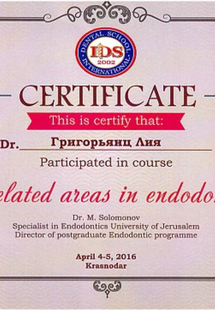 DENTAL SCHOOL
IDS
2002
INTERNATIONAL
CERTIFICATE
This is certify that:
Dr. Григорьянц Лия
Participated in course
elated areas in endodo
Dr. M. Solomonov
Specialist in Endodontics University of Jerusalem
Director of postgraduate Endodontic programme
April 4-5, 2016
Krasnodar